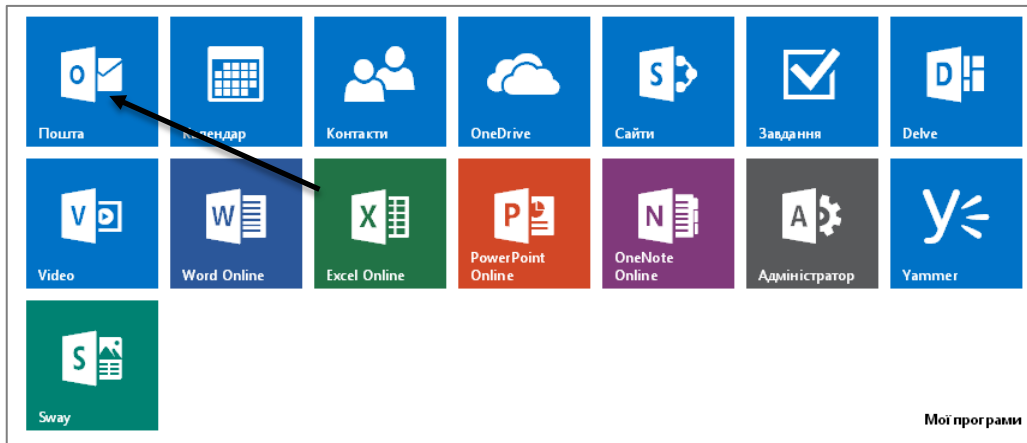 Пошта
Календар
Контакти
OneDrive
Сайти
Завдання
Delve
Video
Word Online
Excel Online
PowerPoint
Online
OneNote
Online
Адміністратор
Yammer
Sway
Мої програми